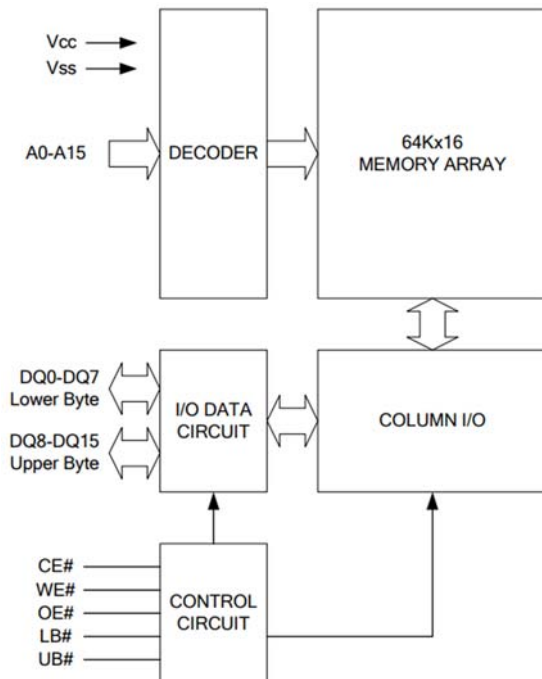 Vcc
Vss
A0-A15
DECODER
64Kx16
MEMORY ARRAY
DQ0-DQ7
Lower Byte
DQ8-DQ15
Upper Byte
I/O DATA
CIRCUIT
COLUMN I/O
CE#
WE#
OE#
LB#
UB#
CONTROL
CIRCUIT